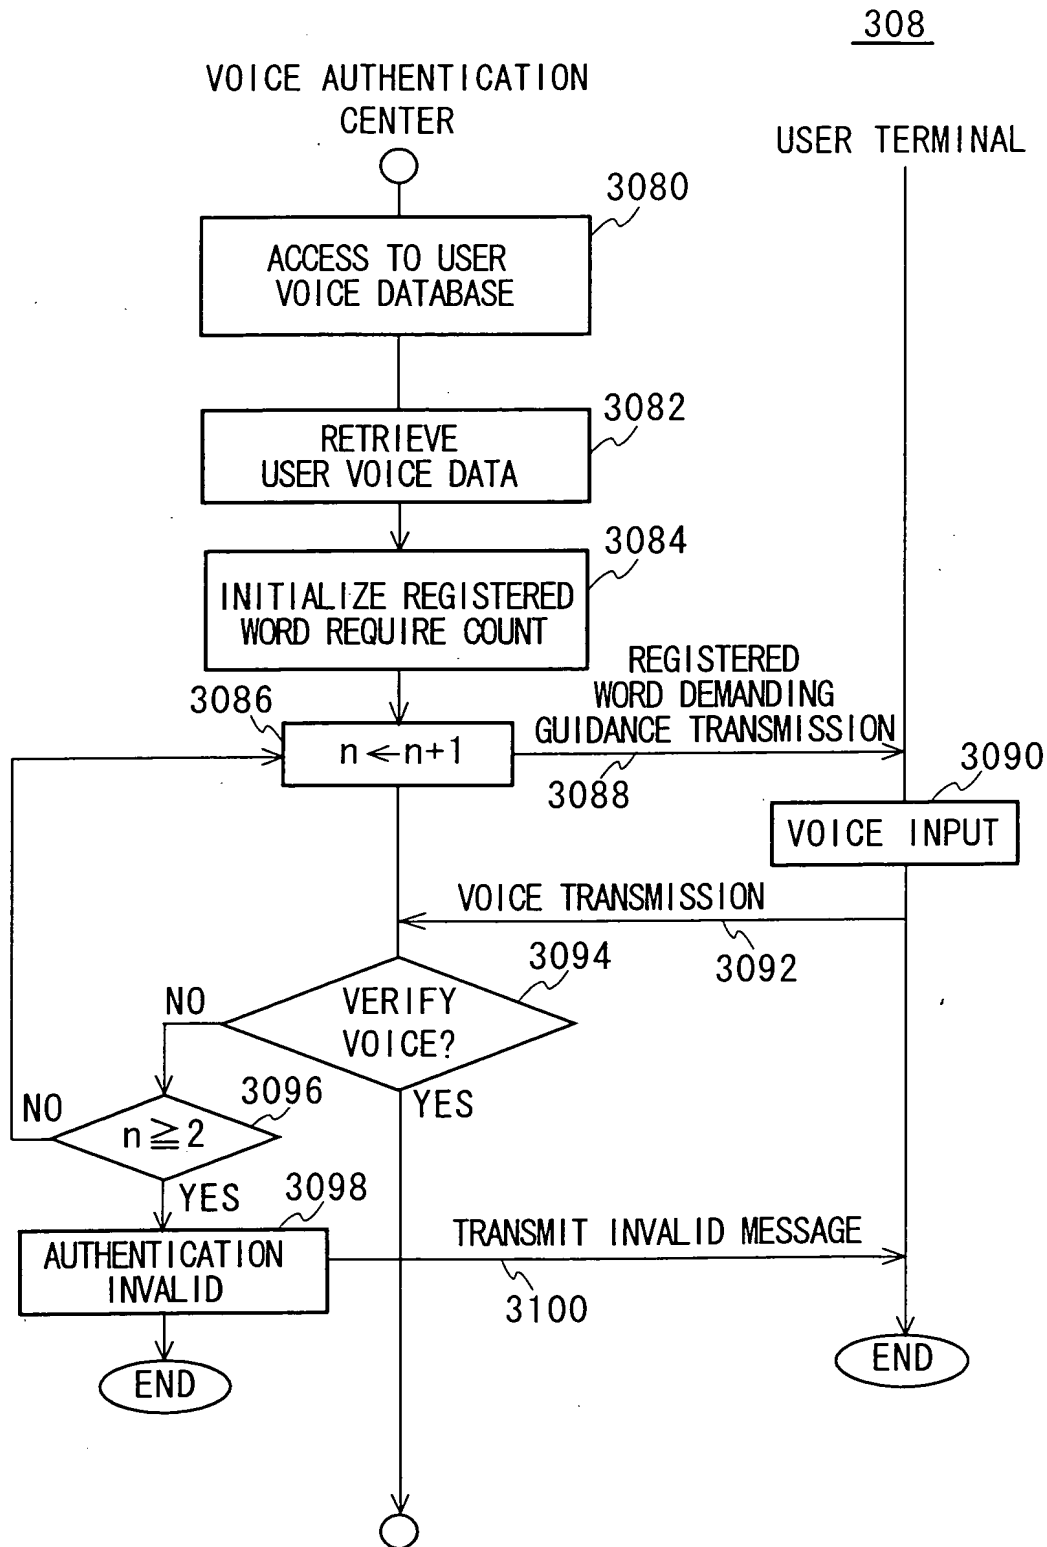 308
VOICE AUTHENTICATION
CENTER
USER TERMINAL
3080
ACCESS TO USER
VOICE DATABASE
3082
RETRIEVE
USER VOICE DATA
3084
INITIALIZE REGISTERED
WORD REQUIRE COUNT
REGISTERED
WORD DEMANDING
GUIDANCE TRANSMISSION
3086
n←n+1
3088
3090
VOICE INPUT
VOICE TRANSMISSION
3092
3094
VERIFY
VOICE?
NO
YES
3096
NO
n≧2
YES
3098
AUTHENTICATION
INVALID
TRANSMIT INVALID MESSAGE
3100
END
END